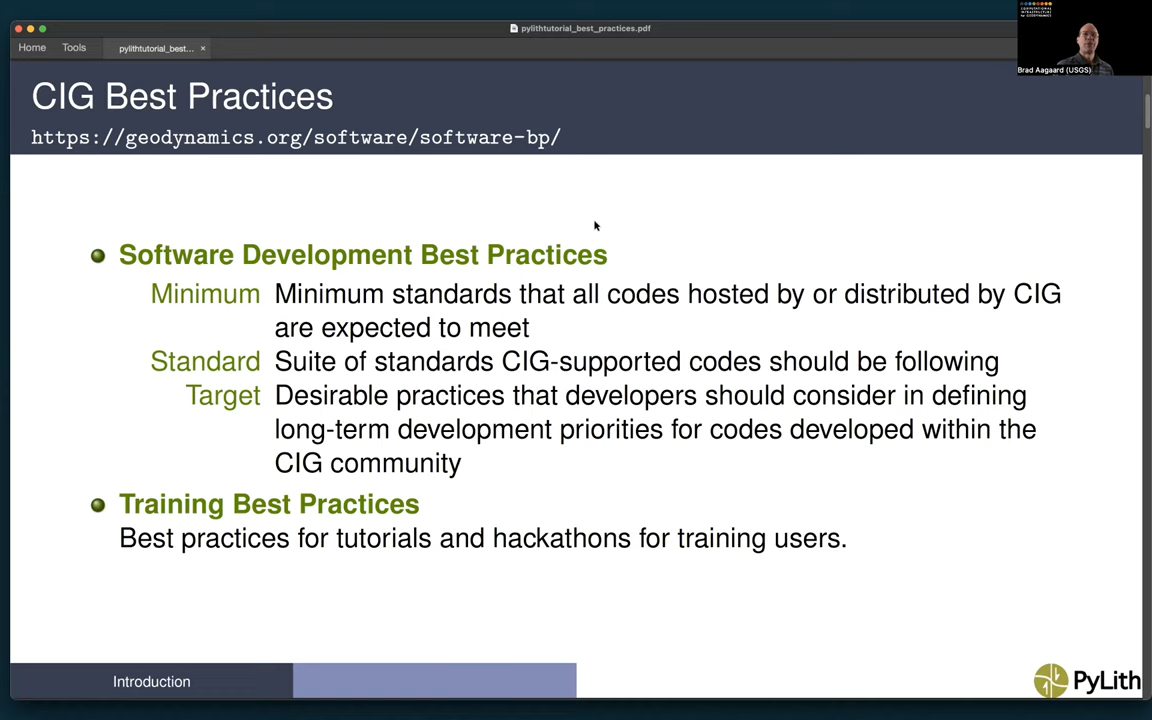 pylithtutorial_best_practices.pdf
Home Tools pylithtutorial_best... ×
COMPUTATIONAL
INFRASTRUCTURE
for GEODYNAMICS
Brad Aagaard (USGS)
CIG Best Practices
https://geodynamics.org/software/software-bp/
Software Development Best Practices
Minimum Minimum standards that all codes hosted by or distributed by CIG
are expected to meet
Standard Suite of standards CIG-supported codes should be following
Target Desirable practices that developers should consider in defining
long-term development priorities for codes developed within the
CIG community
Training Best Practices
Best practices for tutorials and hackathons for training users.
Introduction
PyLith